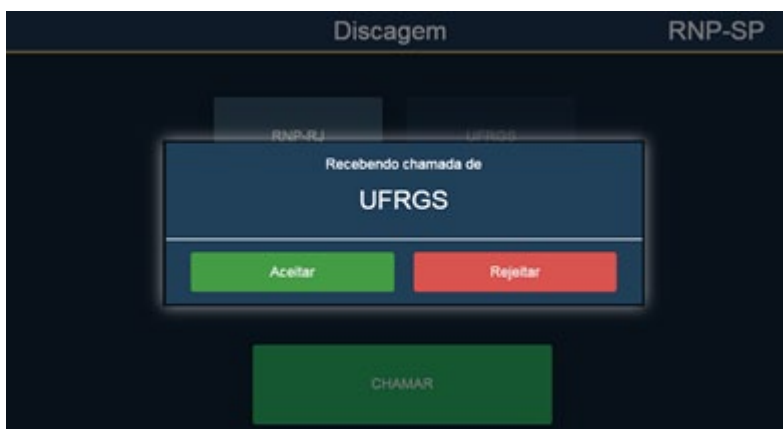 Discagem RNP-SP
RNP-RJ UFRGS
Recebendo chamada de
UFRGS
Aceitar Rejeitar
CHAMAR